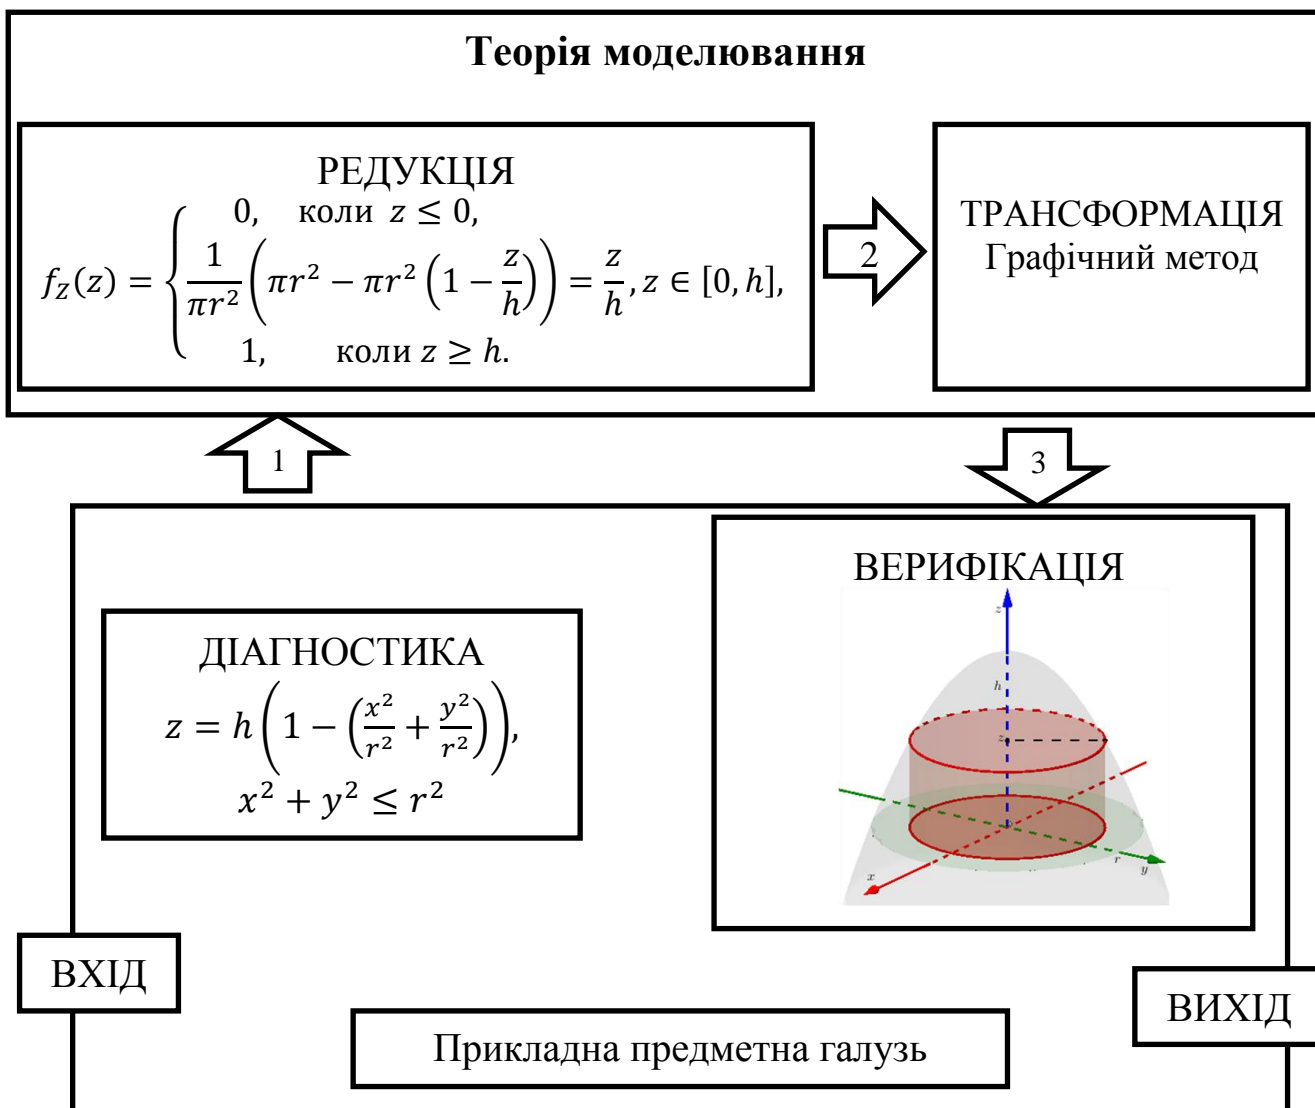 Теорія моделювання
РЕДУКЦІЯ
0, коли z ≤ 0,
f_Z(z) = { 1/(πr²) (πr² − πr² (1 − z/h)) = z/h, z ∈ [0, h],
1, коли z ≥ h.
2
ТРАНСФОРМАЦІЯ
Графічний метод
1
3
ДІАГНОСТИКА
z = h (1 − (x²/r² + y²/r²)),
x² + y² ≤ r²
ВЕРИФІКАЦІЯ
z
h
z
r
y
x
ВХІД
ВИХІД
Прикладна предметна галузь